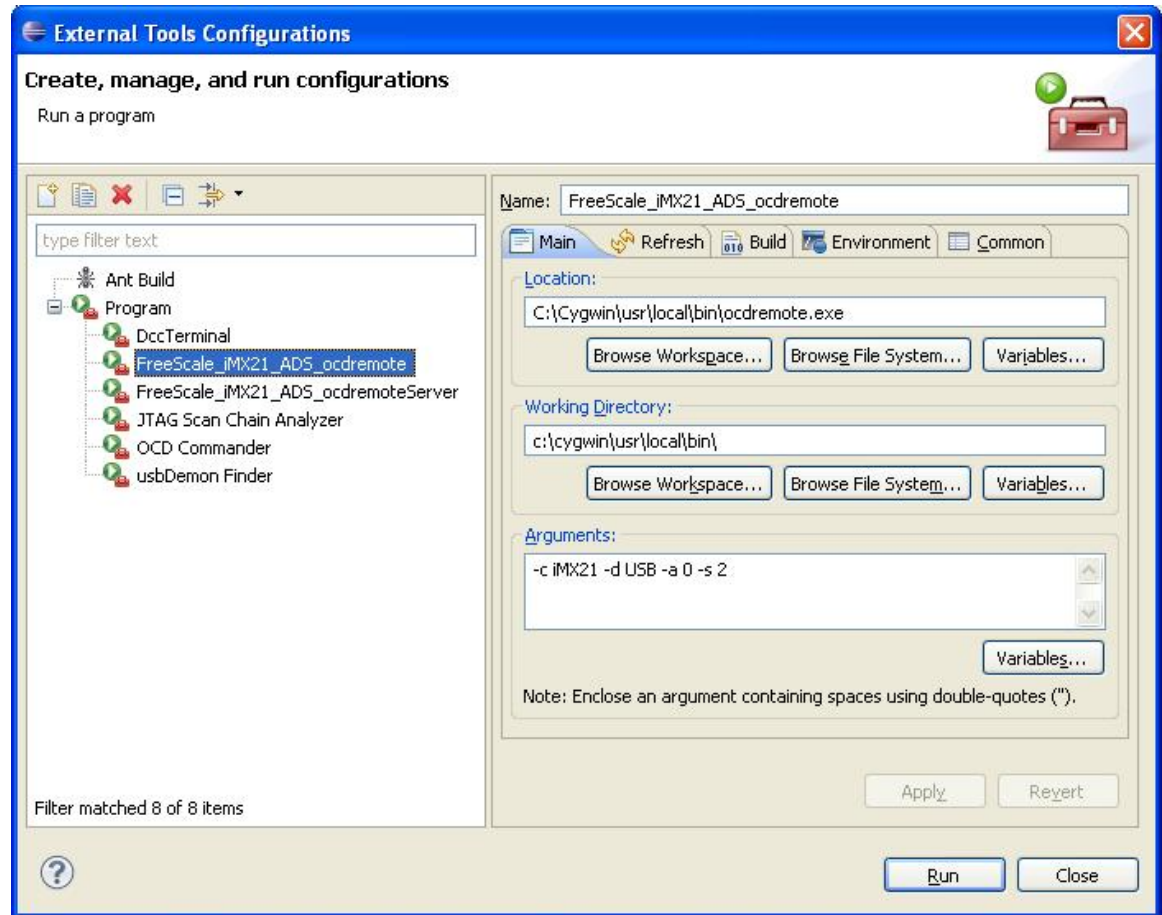 External Tools Configurations
Create, manage, and run configurations
Run a program
type filter text
Ant Build
Program
DccTerminal
FreeScale_iMX21_ADS_ocdremote
FreeScale_iMX21_ADS_ocdremoteServer
JTAG Scan Chain Analyzer
OCD Commander
usbDemon Finder
Filter matched 8 of 8 items
Name: FreeScale_iMX21_ADS_ocdremote
Main Refresh 010 Build Environment Common
Location:
C:\Cygwin\usr\local\bin\ocdremote.exe
Browse Workspace... Browse File System... Variables...
Working Directory:
c:\cygwin\usr\local\bin\
Browse Workspace... Browse File System... Variables...
Arguments:
-c iMX21 -d USB -a 0 -s 2
Variables...
Note: Enclose an argument containing spaces using double-quotes (").
Apply Revert
? Run Close